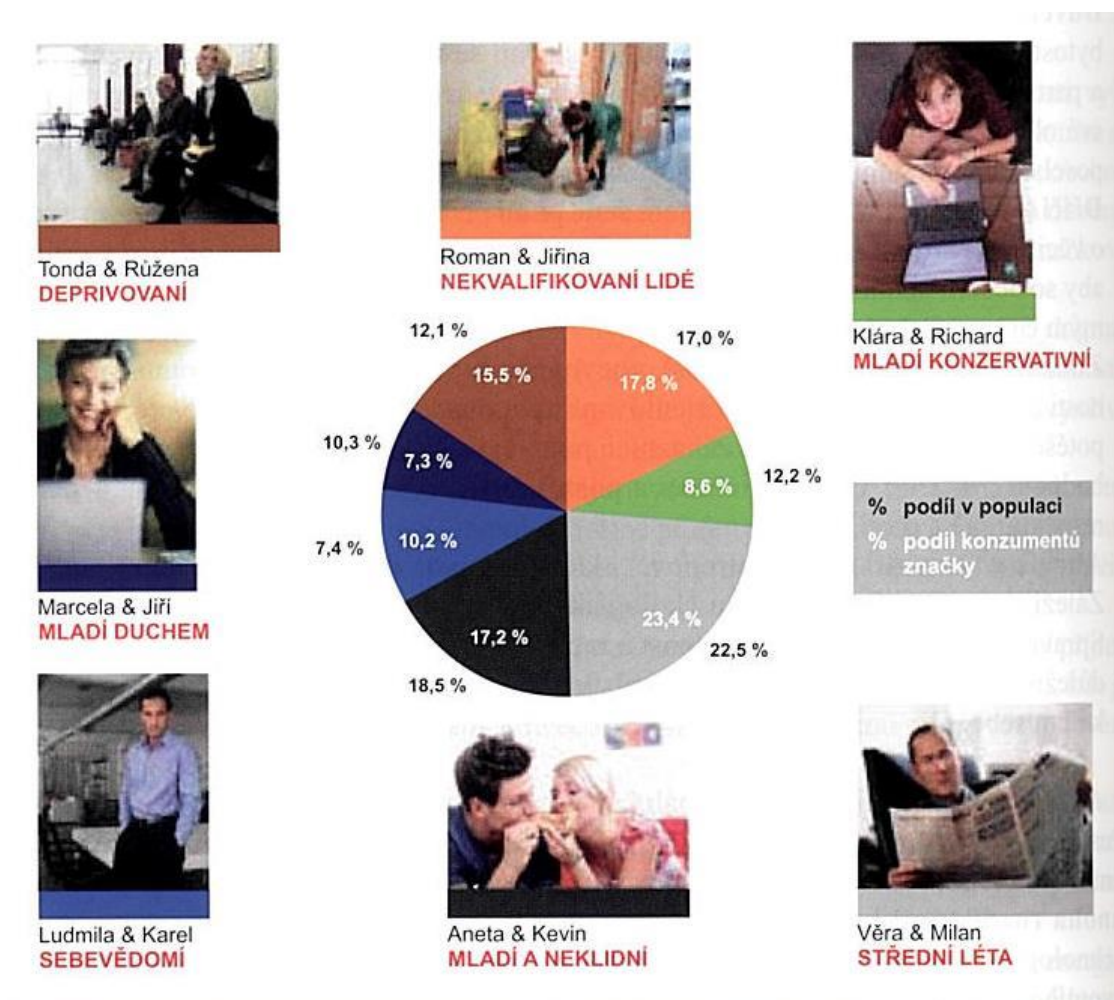 Tonda & Růžena
DEPRIVOVANÍ
Roman & Jiřina
NEKVALIFIKOVANÍ LIDÉ
Klára & Richard
MLADÍ KONZERVATIVNÍ
12,1 %
17,0 %
15,5 %
17,8 %
10,3 %
7,3 %
8,6 %
12,2 %
7,4 %
10,2 %
17,2 %
23,4 %
22,5 %
18,5 %
% podíl v populaci
% podíl konzumentů
značky
Marcela & Jiří
MLADÍ DUCHEM
Ludmila & Karel
SEBEVĚDOMÍ
Aneta & Kevin
MLADÍ A NEKLIDNÍ
Věra & Milan
STŘEDNÍ LÉTA